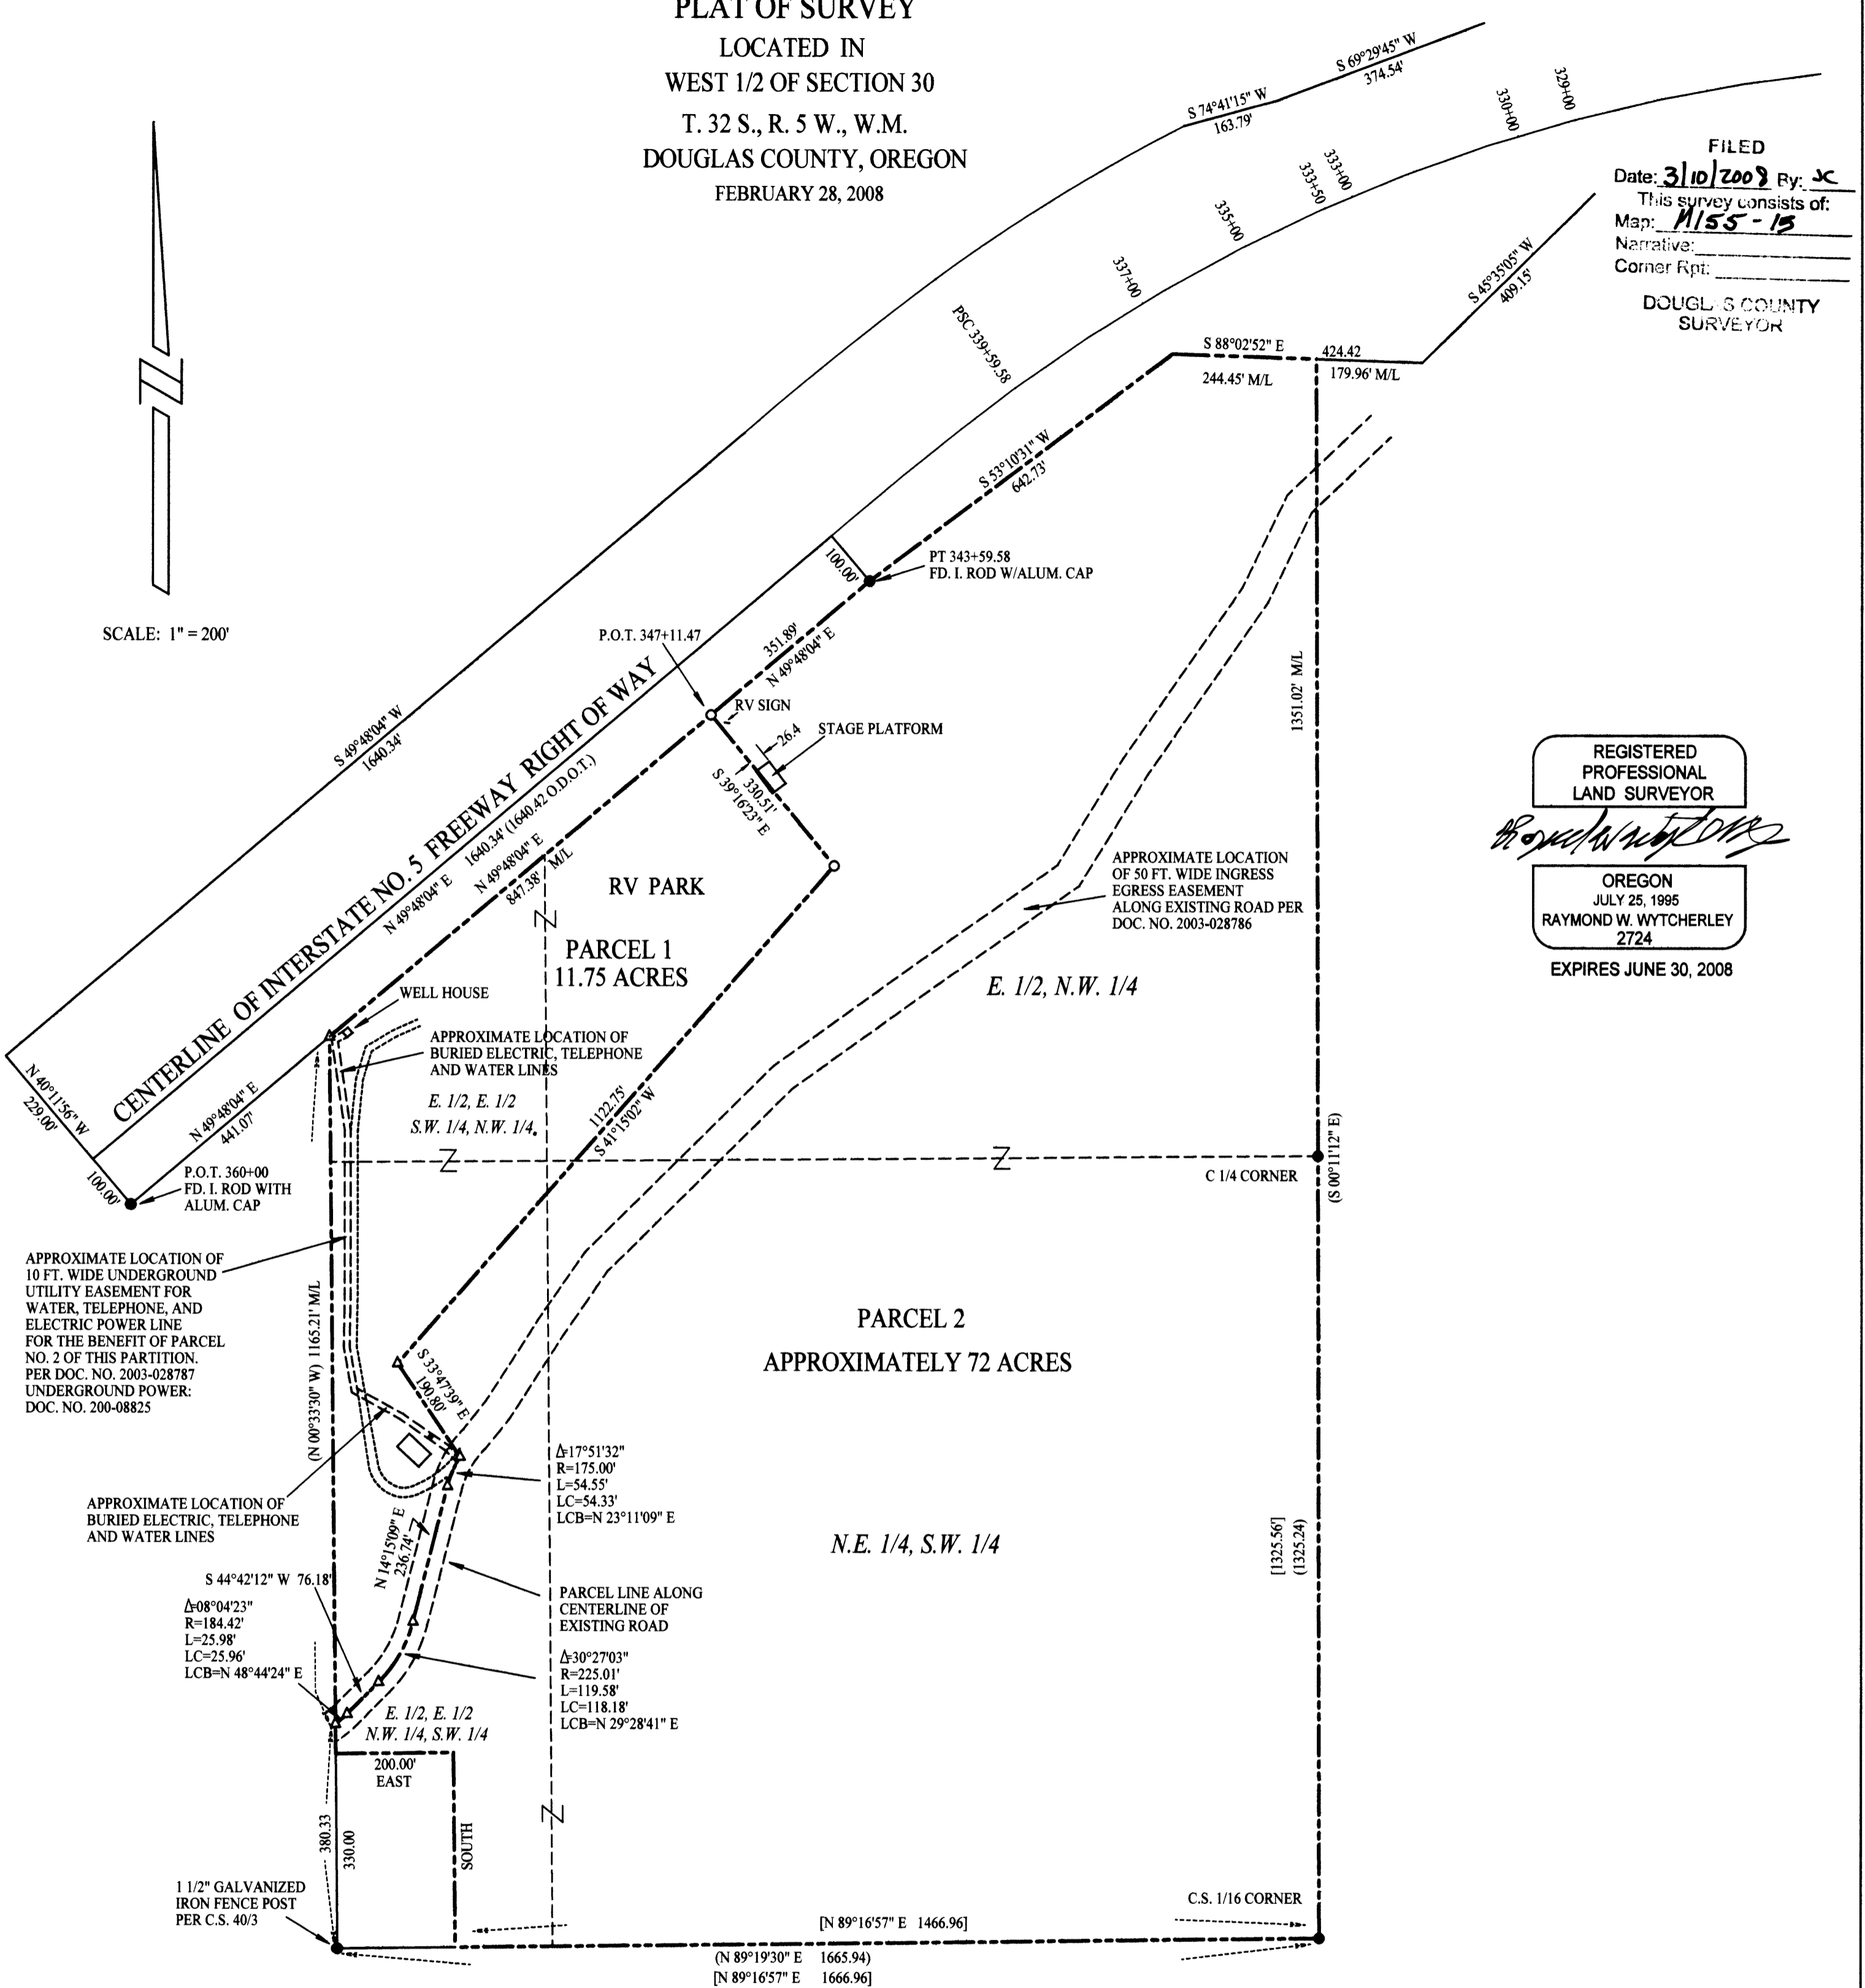 PLAT OF SURVEY
LOCATED IN
WEST 1/2 OF SECTION 30
T. 32 S., R. 5 W., W.M.
DOUGLAS COUNTY, OREGON
FEBRUARY 28, 2008
S 69°29'45" W
374.54'
S 74°41'15" W
163.79'
329+00
330+00
333+00
333+50
335+00
337+00
PSC 339+59.58
FILED
Date: 3/10/2008 By: JC
This survey consists of:
Map: M155-15
Narrative:
Corner Rpt:
DOUGLAS COUNTY
SURVEYOR
S 45°35'05" W
409.15'
S 88°02'52" E
424.42
244.45' M/L
179.96' M/L
S 53°10'31" W
642.73'
SCALE: 1" = 200'
100.00'
PT 343+59.58
FD. I. ROD W/ALUM. CAP
P.O.T. 347+11.47
351.89'
N 49°48'04" E
RV SIGN
26.4
STAGE PLATFORM
330.51'
S 39°16'23" E
1351.02' M/L
S 49°48'04" W
1640.34'
CENTERLINE OF INTERSTATE NO. 5 FREEWAY RIGHT OF WAY
N 49°48'04" E 1640.34' (1640.42 O.D.O.T.)
N 49°48'04" E
847.38' M/L
REGISTERED
PROFESSIONAL
LAND SURVEYOR
OREGON
JULY 25, 1995
RAYMOND W. WYTCHERLEY
2724
EXPIRES JUNE 30, 2008
RV PARK
PARCEL 1
11.75 ACRES
APPROXIMATE LOCATION
OF 50 FT. WIDE INGRESS
EGRESS EASEMENT
ALONG EXISTING ROAD PER
DOC. NO. 2003-028786
E. 1/2, N.W. 1/4
WELL HOUSE
APPROXIMATE LOCATION OF
BURIED ELECTRIC, TELEPHONE
AND WATER LINES
E. 1/2, E. 1/2
S.W. 1/4, N.W. 1/4.
1122.75'
S 41°15'02" W
N 40°11'56" W
229.00'
N 49°48'04" E
441.07'
100.00'
P.O.T. 360+00
FD. I. ROD WITH
ALUM. CAP
C 1/4 CORNER
(S 00°11'12" E)
APPROXIMATE LOCATION OF
10 FT. WIDE UNDERGROUND
UTILITY EASEMENT FOR
WATER, TELEPHONE, AND
ELECTRIC POWER LINE
FOR THE BENEFIT OF PARCEL
NO. 2 OF THIS PARTITION.
PER DOC. NO. 2003-028787
UNDERGROUND POWER:
DOC. NO. 200-08825
(N 00°33'30" W) 1165.21' M/L
PARCEL 2
APPROXIMATELY 72 ACRES
S 33°47'39" E
190.80'
Δ=17°51'32"
R=175.00'
L=54.55'
LC=54.33'
LCB=N 23°11'09" E
APPROXIMATE LOCATION OF
BURIED ELECTRIC, TELEPHONE
AND WATER LINES
N 14°15'09" E
236.74'
N.E. 1/4, S.W. 1/4
[1325.56']
(1325.24)
S 44°42'12" W 76.18'
Δ=08°04'23"
R=184.42'
L=25.98'
LC=25.96'
LCB=N 48°44'24" E
PARCEL LINE ALONG
CENTERLINE OF
EXISTING ROAD
Δ=30°27'03"
R=225.01'
L=119.58'
LC=118.18'
LCB=N 29°28'41" E
E. 1/2, E. 1/2
N.W. 1/4, S.W. 1/4
200.00'
EAST
380.33
330.00
SOUTH
1 1/2" GALVANIZED
IRON FENCE POST
PER C.S. 40/3
C.S. 1/16 CORNER
[N 89°16'57" E 1466.96]
(N 89°19'30" E 1665.94)
[N 89°16'57" E 1666.96]